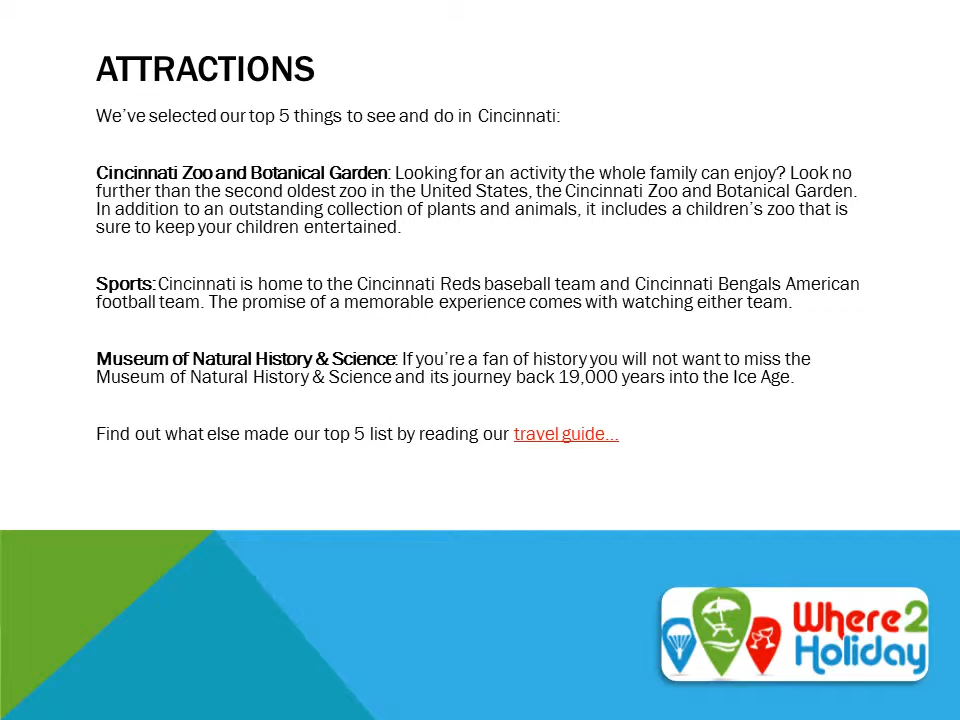 ATTRACTIONS
We've selected our top 5 things to see and do in Cincinnati:
Cincinnati Zoo and Botanical Garden: Looking for an activity the whole family can enjoy? Look no
further than the second oldest zoo in the United States, the Cincinnati Zoo and Botanical Garden.
In addition to an outstanding collection of plants and animals, it includes a children's zoo that is
sure to keep your children entertained.
Sports: Cincinnati is home to the Cincinnati Reds baseball team and Cincinnati Bengals American
football team. The promise of a memorable experience comes with watching either team.
Museum of Natural History & Science: If you're a fan of history you will not want to miss the
Museum of Natural History & Science and its journey back 19,000 years into the Ice Age.
Find out what else made our top 5 list by reading our travel guide...
Where2
Holiday